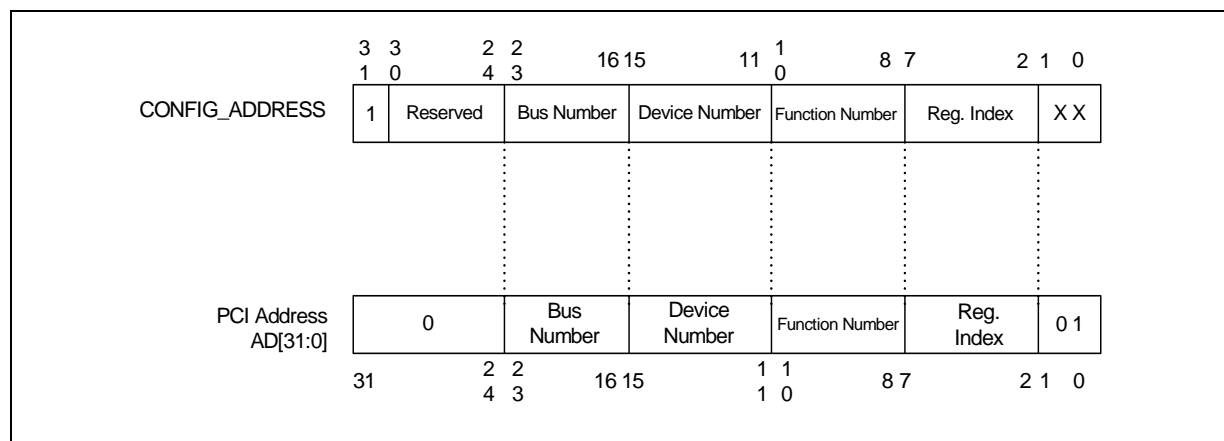 3 3 2 2 16 15 11 1 8 7 2 1 0
1 0 4 3 0
CONFIG_ADDRESS 1 Reserved Bus Number Device Number Function Number Reg. Index X X
PCI Address
AD[31:0]
0 Bus
Number Device
Number Function Number Reg.
Index 0 1
31 2 2 16 15 1 1 8 7 2 1 0
4 3 1 0